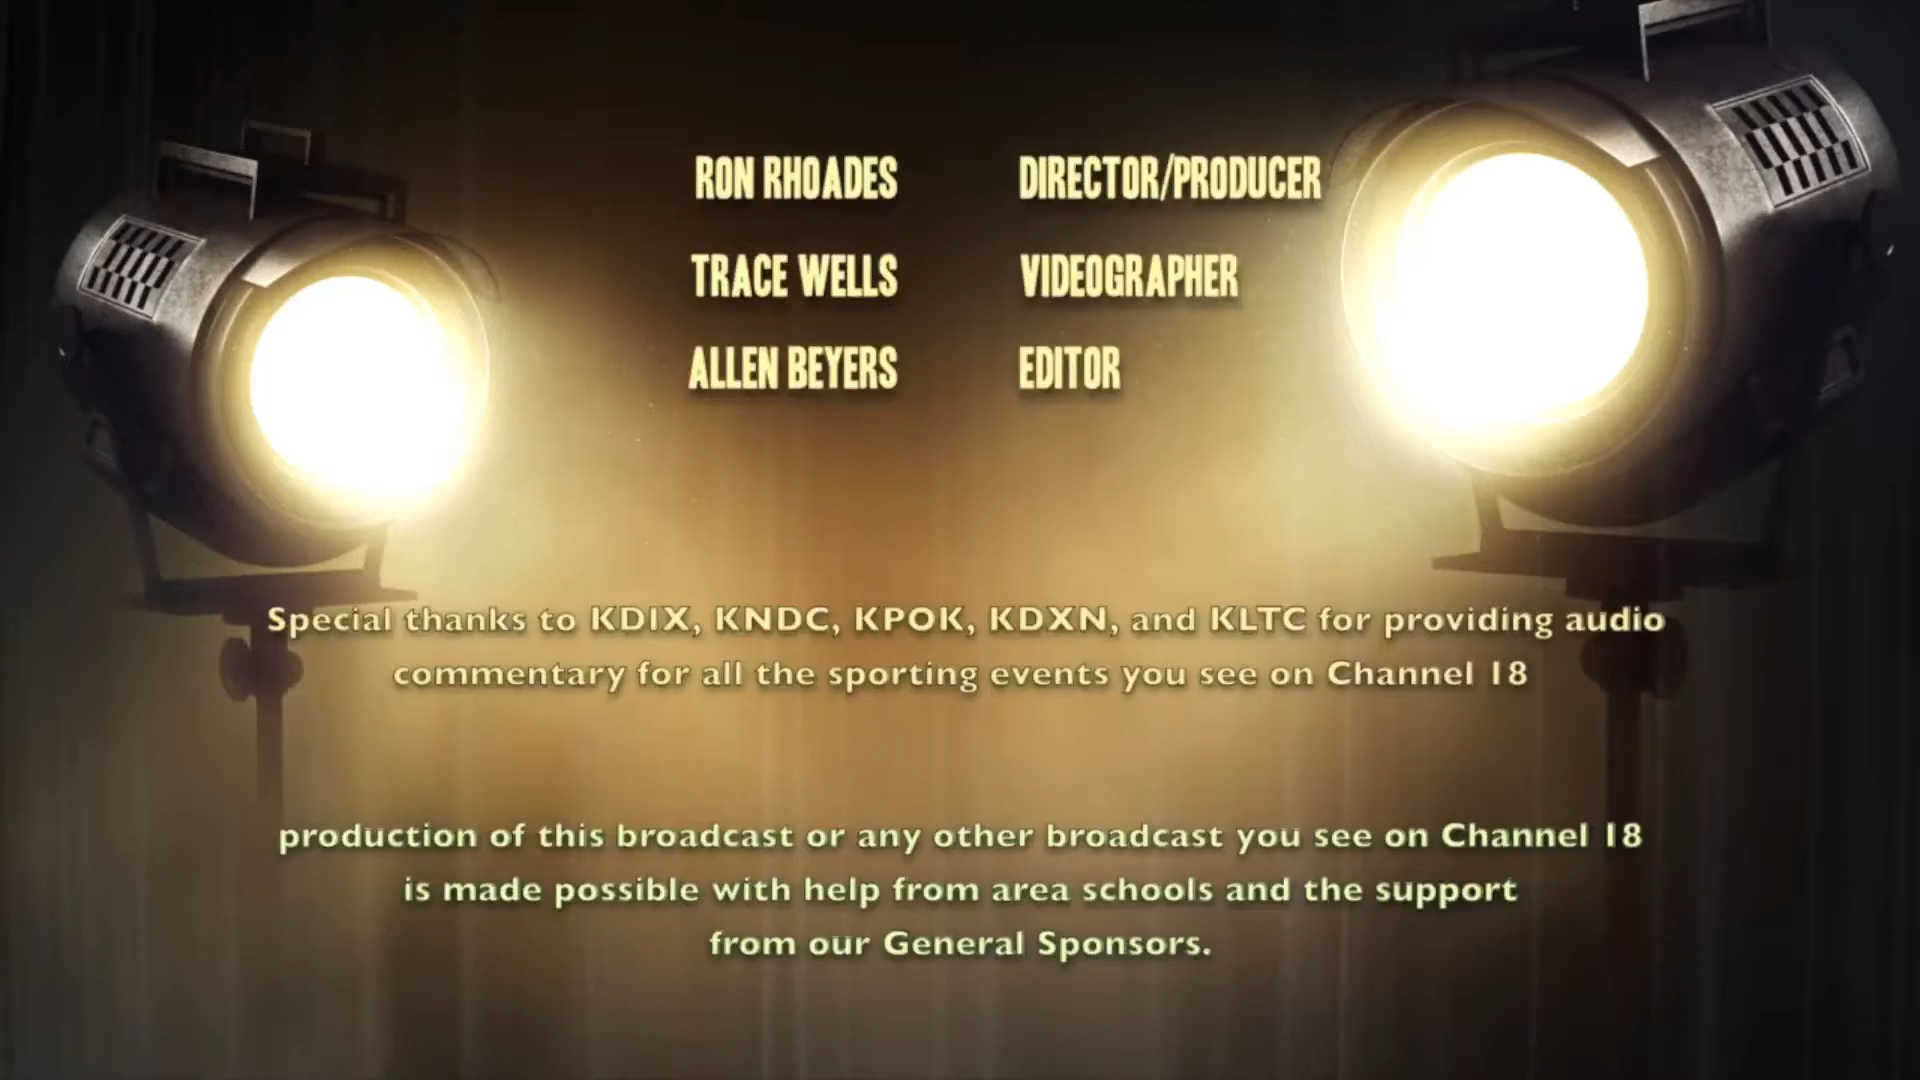 RON RHOADES DIRECTOR/PRODUCER
TRACE WELLS VIDEOGRAPHER
ALLEN BEYERS EDITOR
Special thanks to KDIX, KNDC, KPOK, KDXN, and KLTC for providing audio
commentary for all the sporting events you see on Channel 18
production of this broadcast or any other broadcast you see on Channel 18
is made possible with help from area schools and the support
from our General Sponsors.